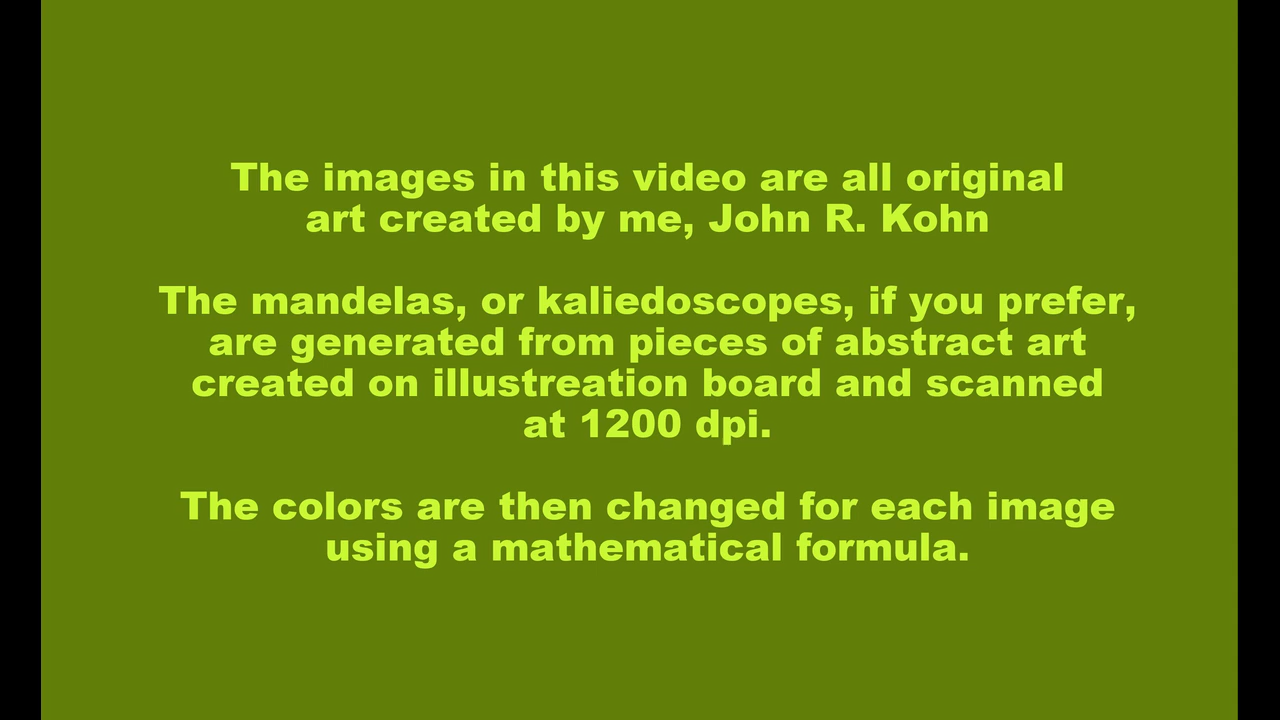 The images in this video are all original
art created by me, John R. Kohn
The mandelas, or kaliedoscopes, if you prefer,
are generated from pieces of abstract art
created on illustreation board and scanned
at 1200 dpi.
The colors are then changed for each image
using a mathematical formula.